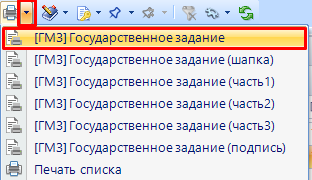 [ГМЗ] Государственное задание
[ГМЗ] Государственное задание (шапка)
[ГМЗ] Государственное задание (часть1)
[ГМЗ] Государственное задание (часть2)
[ГМЗ] Государственное задание (часть3)
[ГМЗ] Государственное задание (подпись)
Печать списка